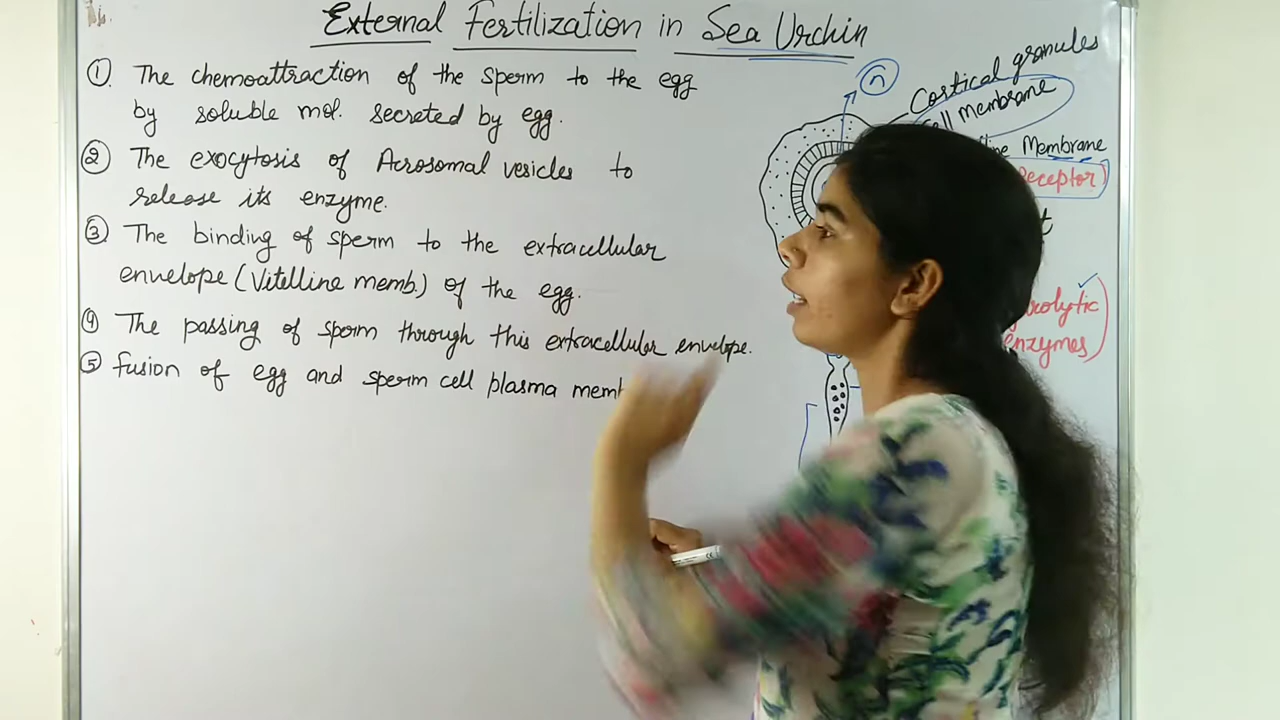 External Fertilization in Sea Urchin
① The chemoattraction of the sperm to the egg
by soluble mol. secreted by egg.
② The exocytosis of Acrosomal vesicles to
release its enzyme.
③ The binding of sperm to the extracellular
envelope (Vitelline memb.) of the egg.
④ The passing of sperm through this extracellular envelope.
⑤ fusion of egg and sperm cell plasma memb
Cortical granules
Cell membrane
Membrane
receptor)
enzymes)